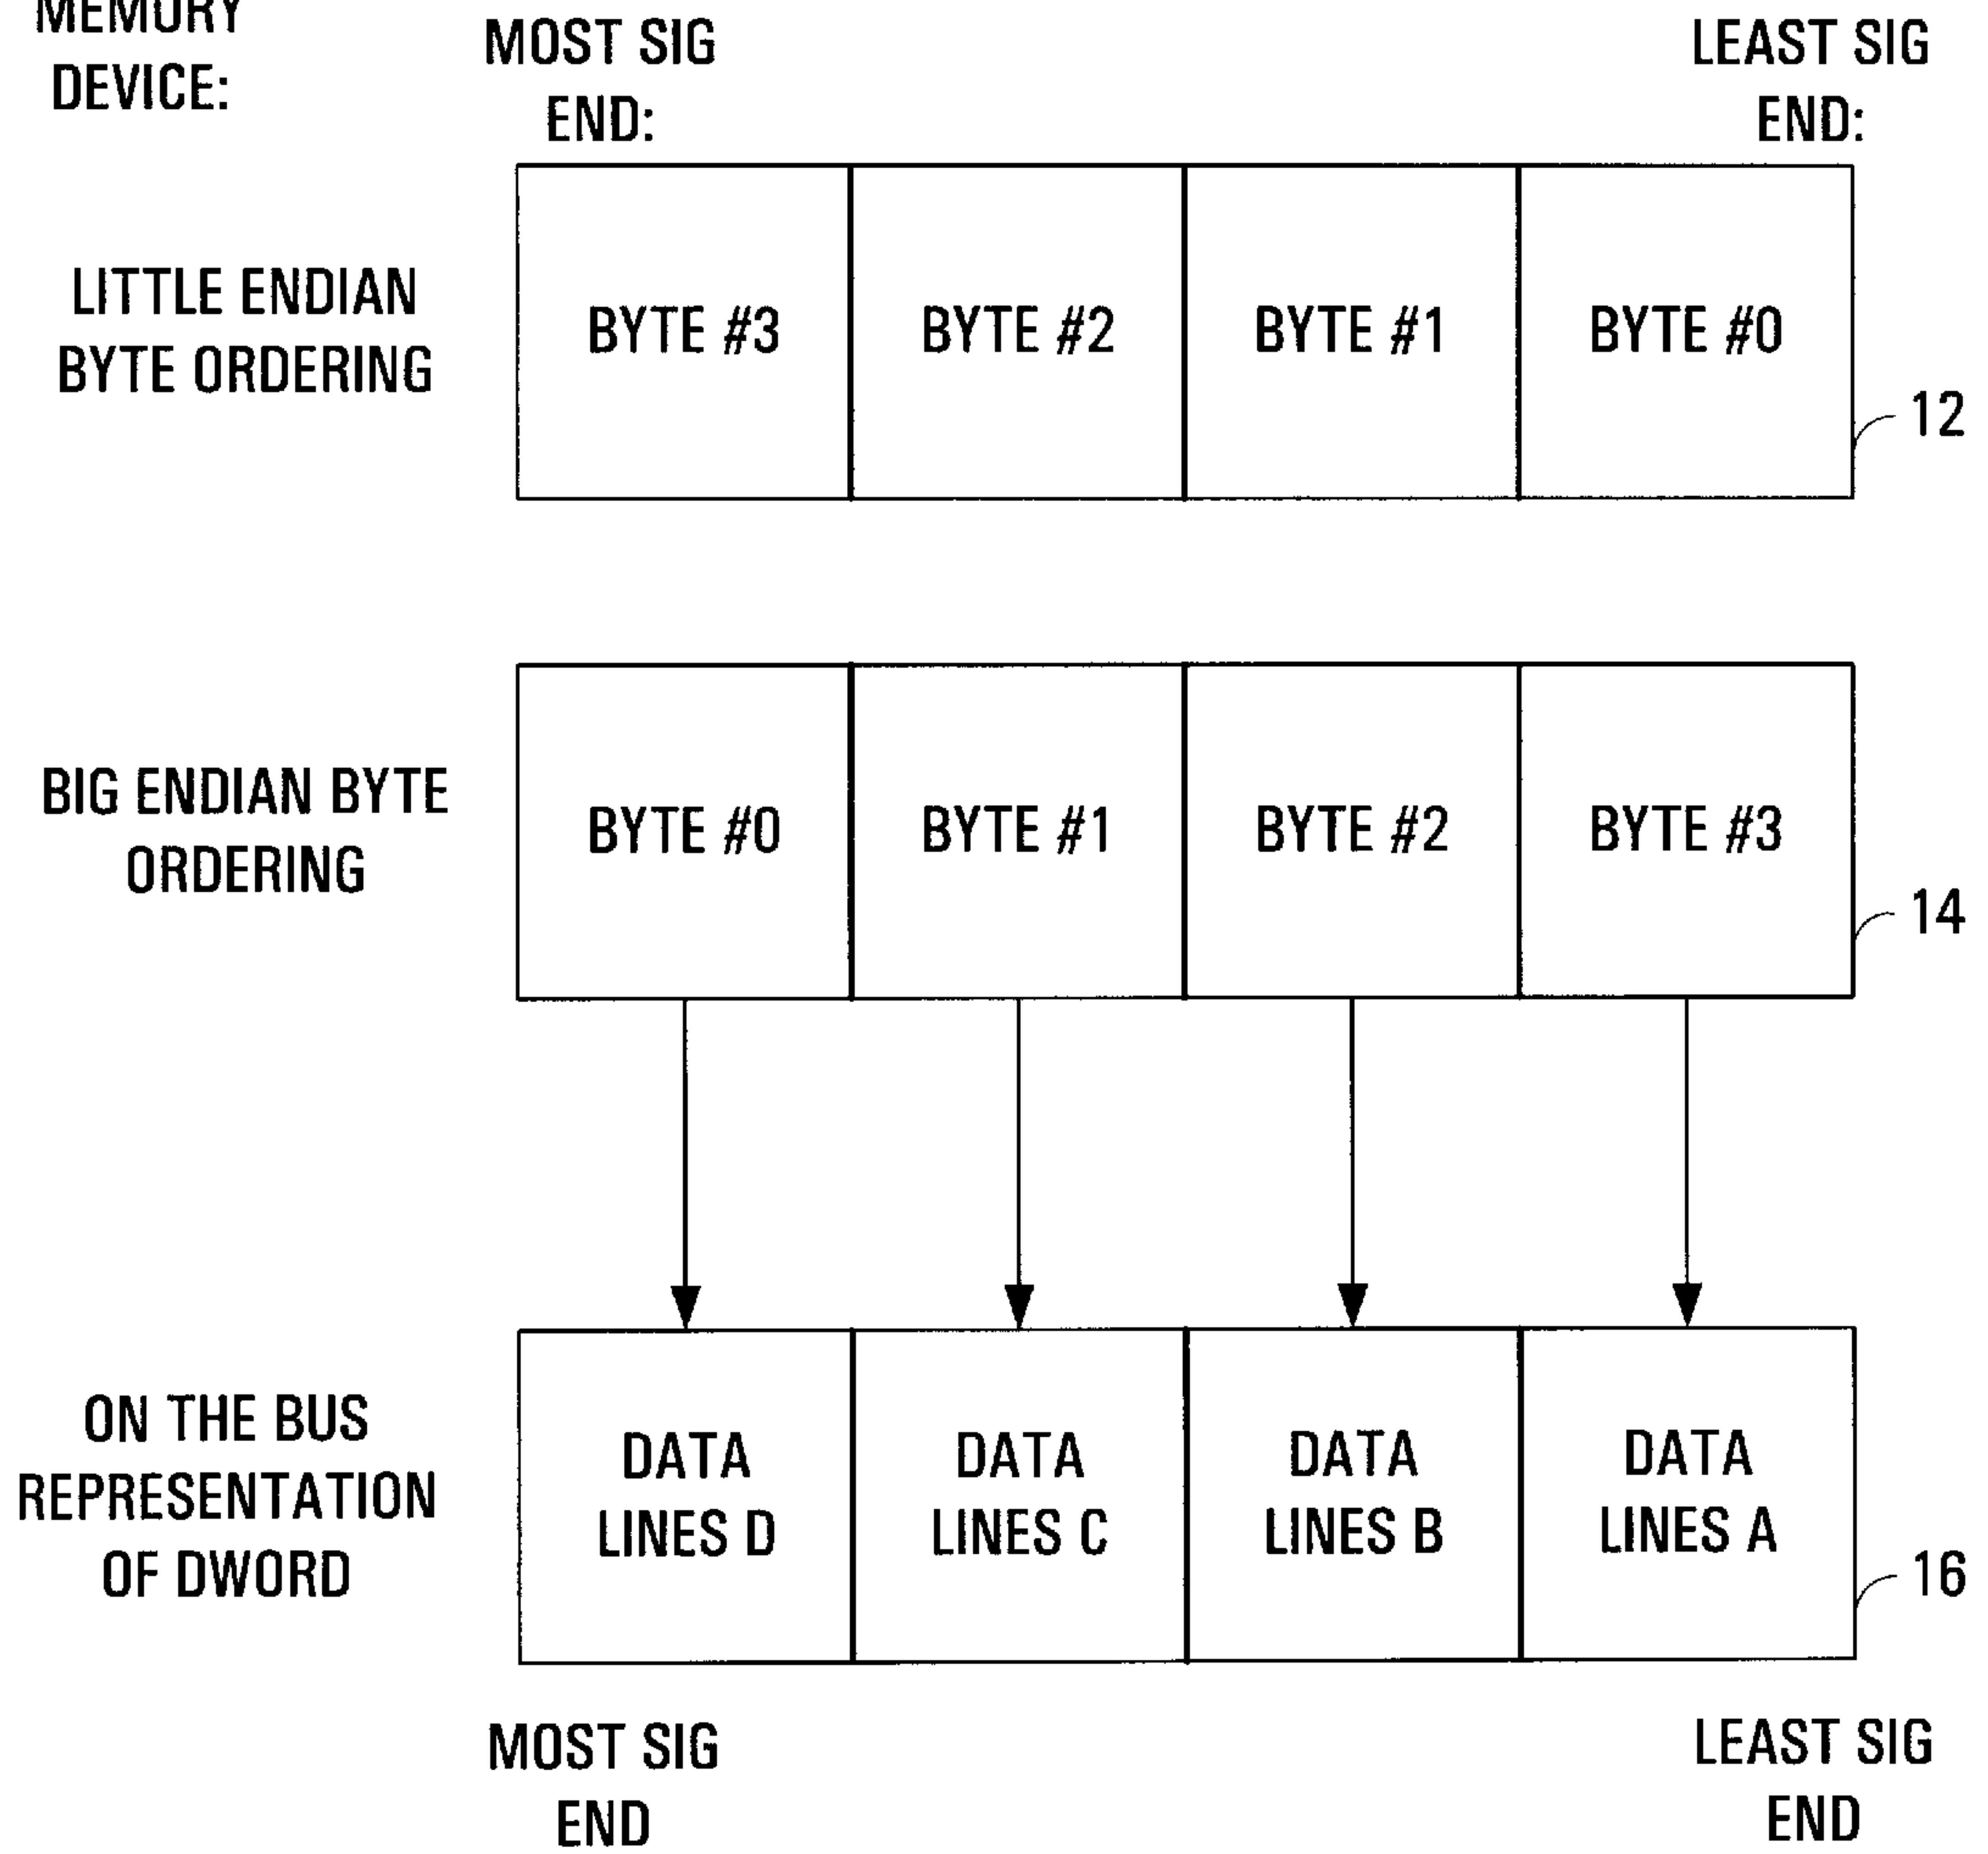 MEMORY
DEVICE:
MOST SIG
END:
LEAST SIG
END:
LITTLE ENDIAN
BYTE ORDERING
BYTE #3
BYTE #2
BYTE #1
BYTE #0
12
BIG ENDIAN BYTE
ORDERING
BYTE #0
BYTE #1
BYTE #2
BYTE #3
14
ON THE BUS
REPRESENTATION
OF DWORD
DATA
LINES D
DATA
LINES C
DATA
LINES B
DATA
LINES A
16
MOST SIG
END
LEAST SIG
END